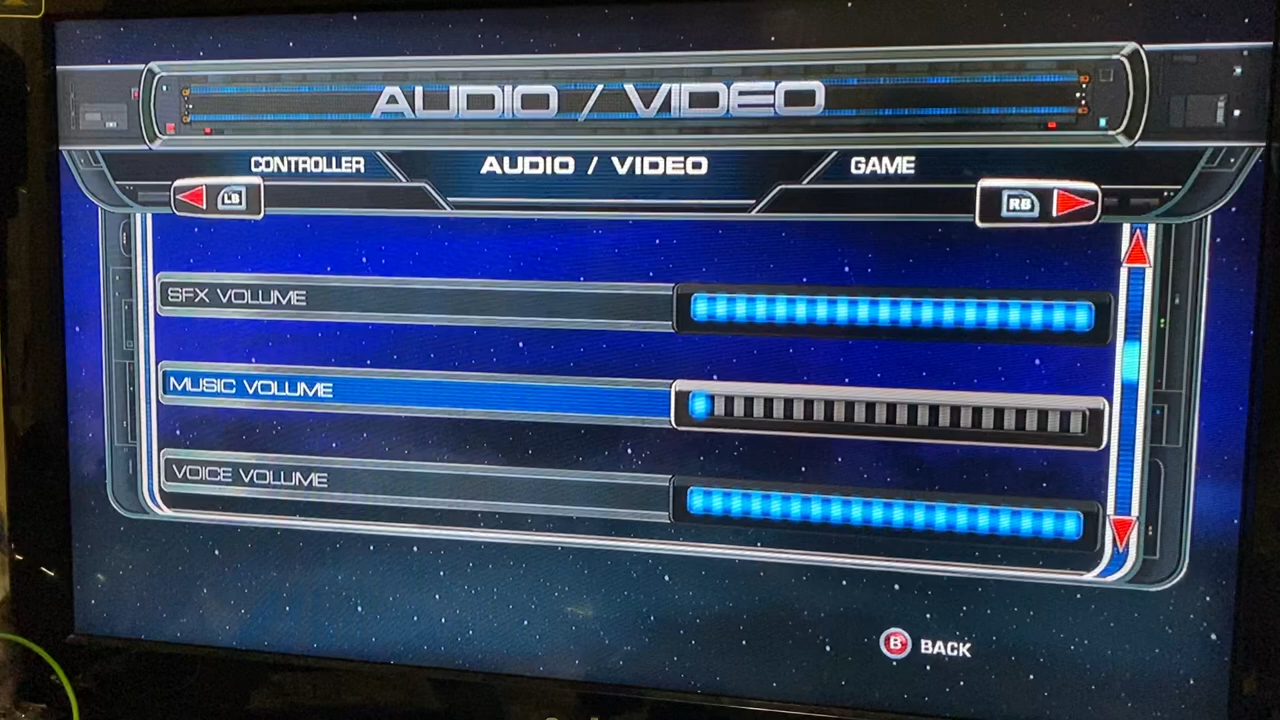 AUDIO / VIDEO
CONTROLLER AUDIO / VIDEO GAME
LB RB
SFX VOLUME
MUSIC VOLUME
VOICE VOLUME
B BACK